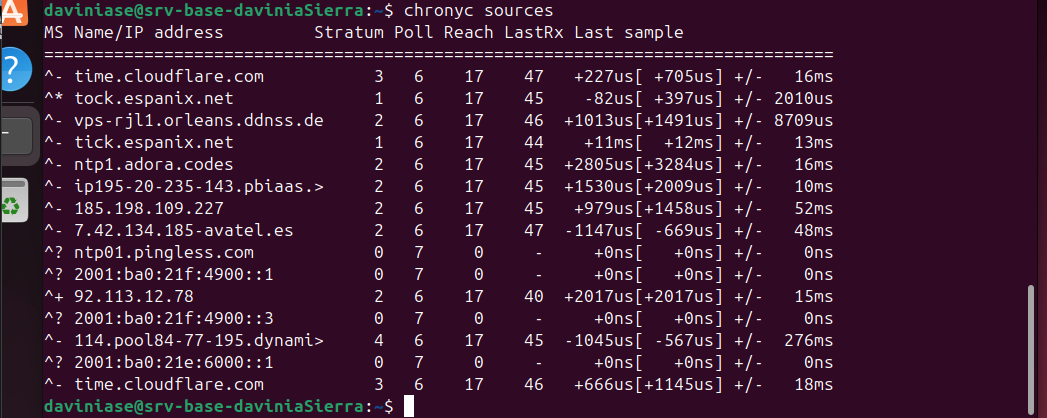 daviniase@srv-base-daviniaSierra:~$ chronyc sources
MS Name/IP address         Stratum Poll Reach LastRx Last sample
===============================================================================
^- time.cloudflare.com           3   6    17    47   +227us[ +705us] +/-   16ms
^* tock.espanix.net              1   6    17    45    -82us[ +397us] +/- 2010us
^- vps-rjl1.orleans.ddnss.de     2   6    17    46  +1013us[+1491us] +/- 8709us
^- tick.espanix.net              1   6    17    44    +11ms[  +12ms] +/-   13ms
^- ntp1.adora.codes              2   6    17    45  +2805us[+3284us] +/-   16ms
^- ip195-20-235-143.pbiaas.>     2   6    17    45  +1530us[+2009us] +/-   10ms
^- 185.198.109.227               2   6    17    45   +979us[+1458us] +/-   52ms
^- 7.42.134.185-avatel.es        2   6    17    47  -1147us[ -669us] +/-   48ms
^? ntp01.pingless.com            0   7     0     -     +0ns[   +0ns] +/-    0ns
^? 2001:ba0:21f:4900::1          0   7     0     -     +0ns[   +0ns] +/-    0ns
^+ 92.113.12.78                  2   6    17    40  +2017us[+2017us] +/-   15ms
^? 2001:ba0:21f:4900::3          0   7     0     -     +0ns[   +0ns] +/-    0ns
^- 114.pool84-77-195.dynami>     4   6    17    45  -1045us[ -567us] +/-  276ms
^? 2001:ba0:21e:6000::1          0   7     0     -     +0ns[   +0ns] +/-    0ns
^- time.cloudflare.com           3   6    17    46   +666us[+1145us] +/-   18ms
daviniase@srv-base-daviniaSierra:~$